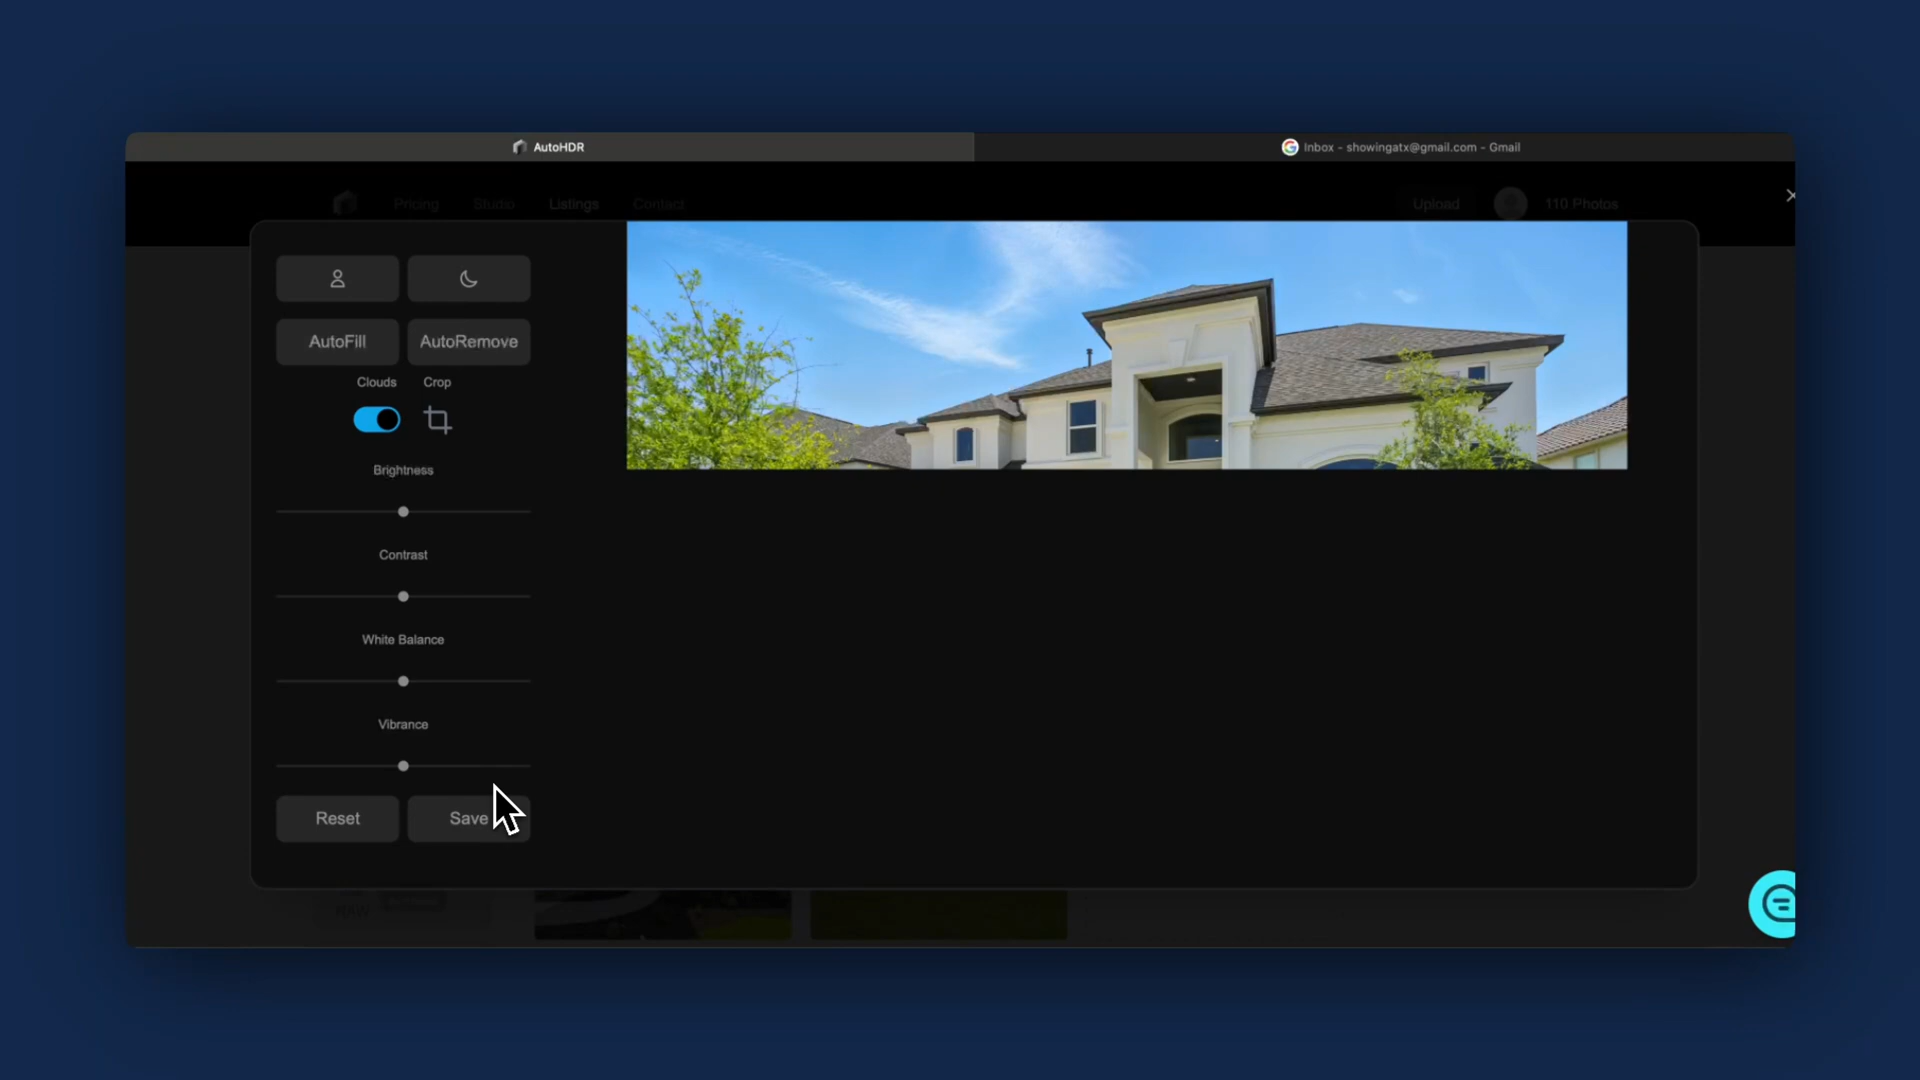 AutoHDR
Inbox - showingatx@gmail.com - Gmail
Pricing
Studio
Listings
Contact
Upload
110 Photos
AutoFill
AutoRemove
Clouds
Crop
Brightness
Contrast
White Balance
Vibrance
Reset
Save
RAW